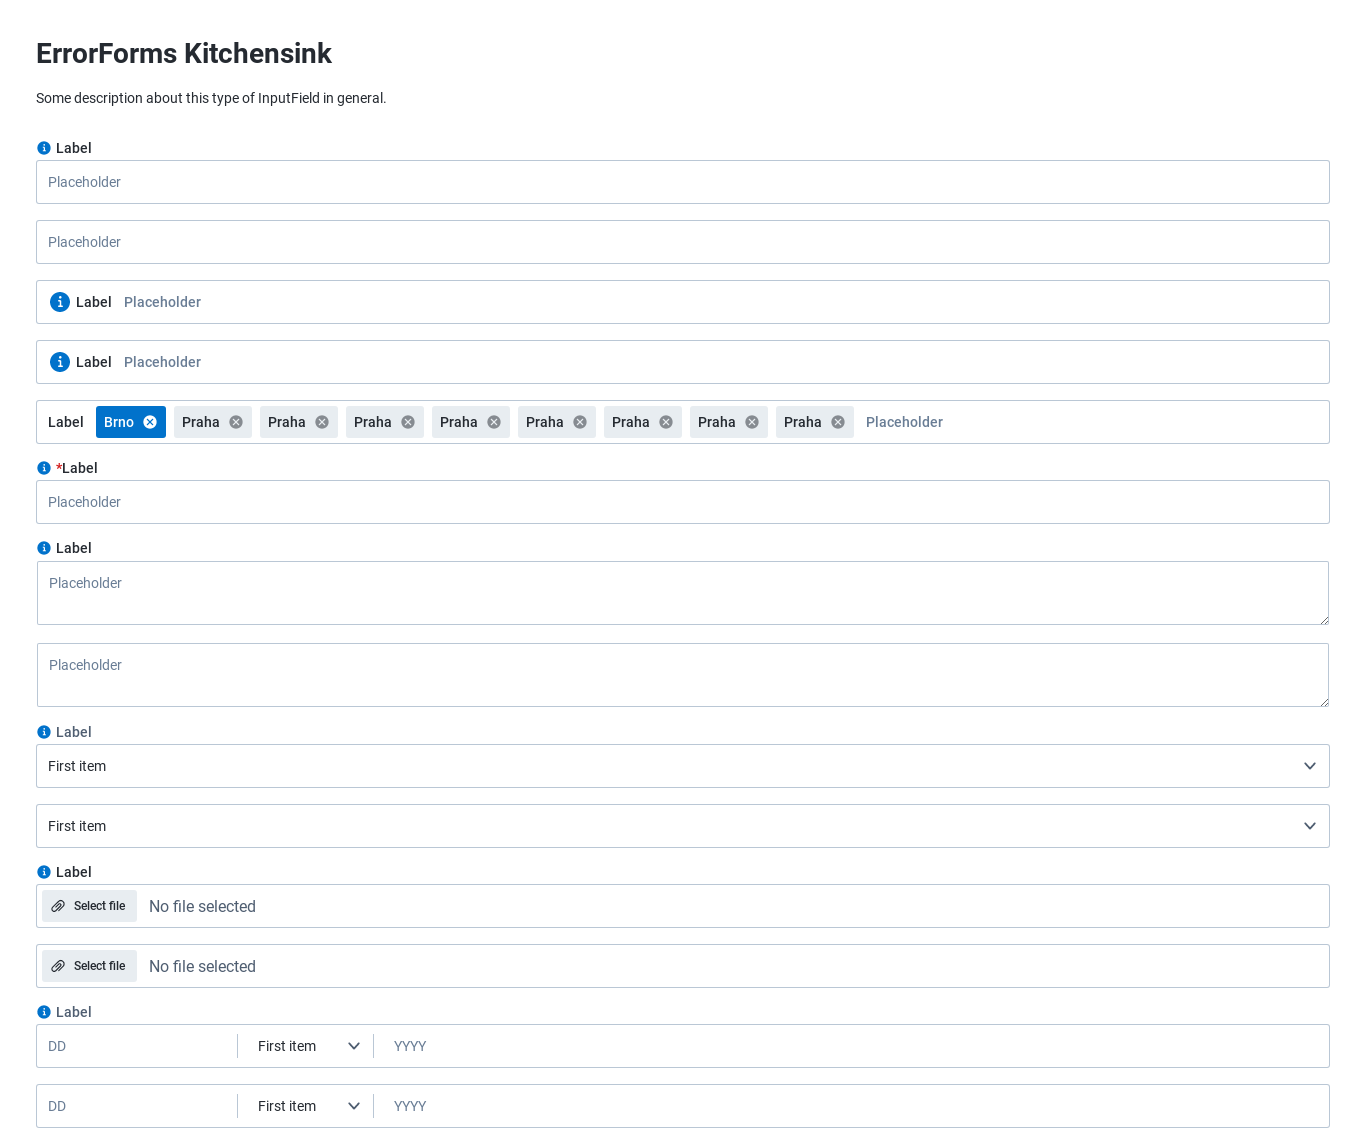 ErrorForms Kitchensink
Some description about this type of InputField in general.
Label
Placeholder
Placeholder
Label Placeholder
Label Placeholder
Label Brno Praha Praha Praha Praha Praha Praha Praha Praha Placeholder
*Label
Placeholder
Label
Placeholder
Placeholder
Label
First item
First item
Label
Select file No file selected
Select file No file selected
Label
DD First item YYYY
DD First item YYYY